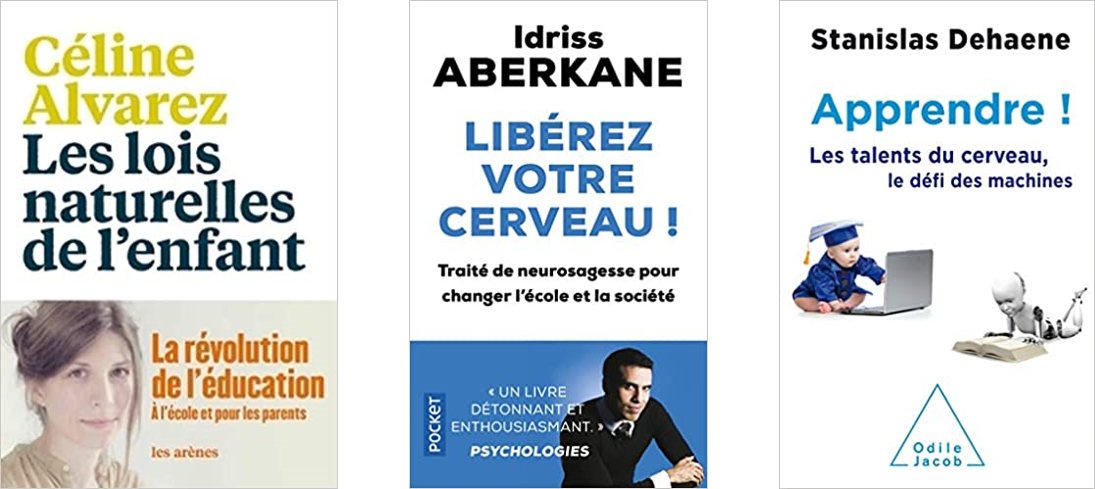 Céline
Alvarez
Les lois
naturelles
de l'enfant
La révolution
de l'éducation
À l'école et pour les parents
les arènes
Idriss
ABERKANE
LIBÉREZ
VOTRE
CERVEAU !
Traité de neurosagesse pour
changer l'école et la société
POCKET
« UN LIVRE
DÉTONNANT ET
ENTHOUSIASMANT. »
PSYCHOLOGIES
Stanislas Dehaene
Apprendre !
Les talents du cerveau,
le défi des machines
Odile
Jacob